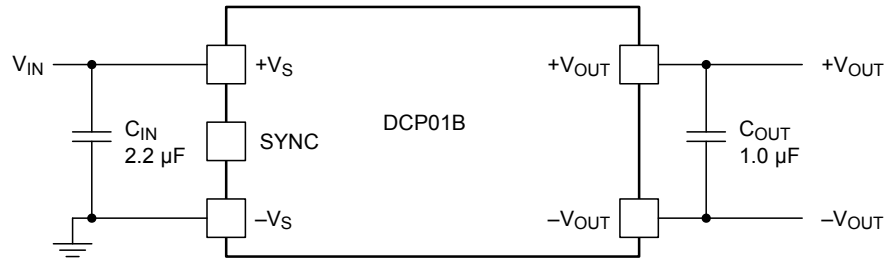 VIN
+VS
+VOUT
+VOUT
CIN
2.2 µF
SYNC
DCP01B
COUT
1.0 µF
–VS
–VOUT
–VOUT